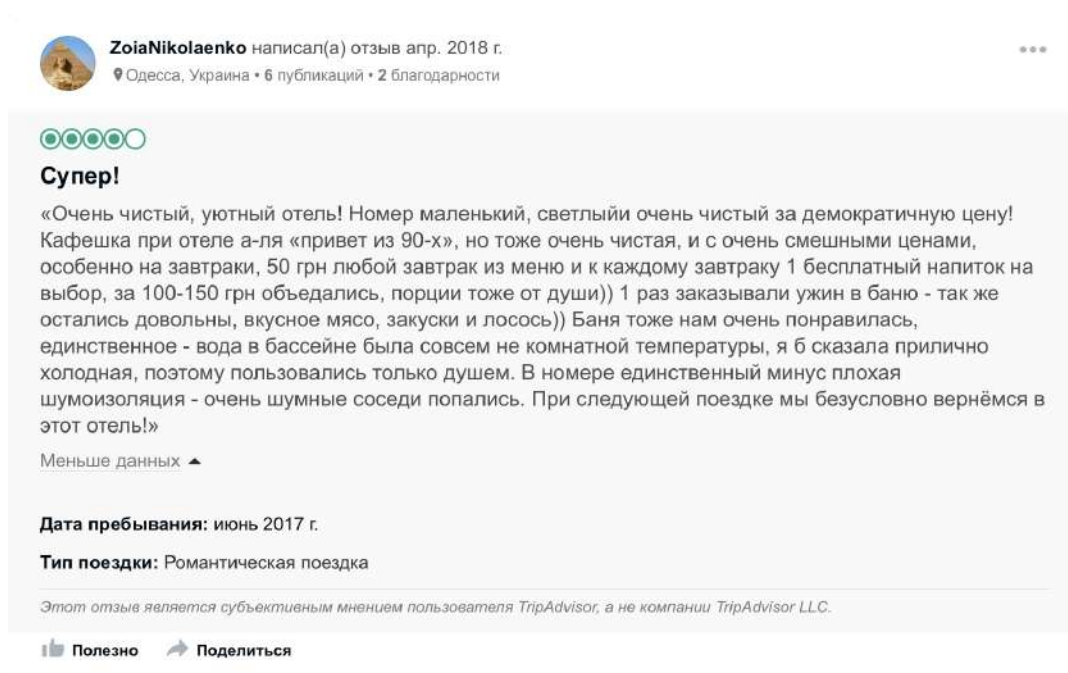 ZoiaNikolaenko написал(а) отзыв апр. 2018 г.
Одесса, Украина • 6 публикаций • 2 благодарности
Супер!
«Очень чистый, уютный отель! Номер маленький, светлыйи очень чистый за демократичную цену!
Кафешка при отеле а-ля «привет из 90-х», но тоже очень чистая, и с очень смешными ценами,
особенно на завтраки, 50 грн любой завтрак из меню и к каждому завтраку 1 бесплатный напиток на
выбор, за 100-150 грн объедались, порции тоже от души)) 1 раз заказывали ужин в баню - так же
остались довольны, вкусное мясо, закуски и лосось)) Баня тоже нам очень понравилась,
единственное - вода в бассейне была совсем не комнатной температуры, я б сказала прилично
холодная, поэтому пользовались только душем. В номере единственный минус плохая
шумоизоляция - очень шумные соседи попались. При следующей поездке мы безусловно вернёмся в
этот отель!»
Меньше данных
Дата пребывания: июнь 2017 г.
Тип поездки: Романтическая поездка
Этот отзыв является субъективным мнением пользователя TripAdvisor, а не компании TripAdvisor LLC.
Полезно Поделиться